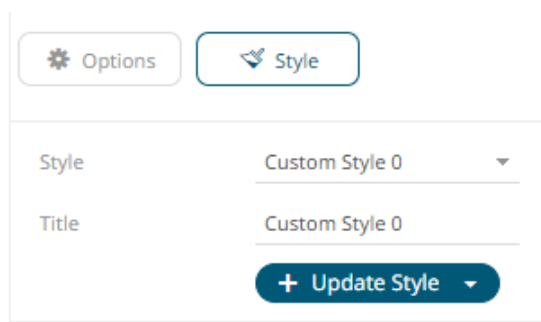 Options
Style
Style Custom Style 0
Title Custom Style 0
+ Update Style